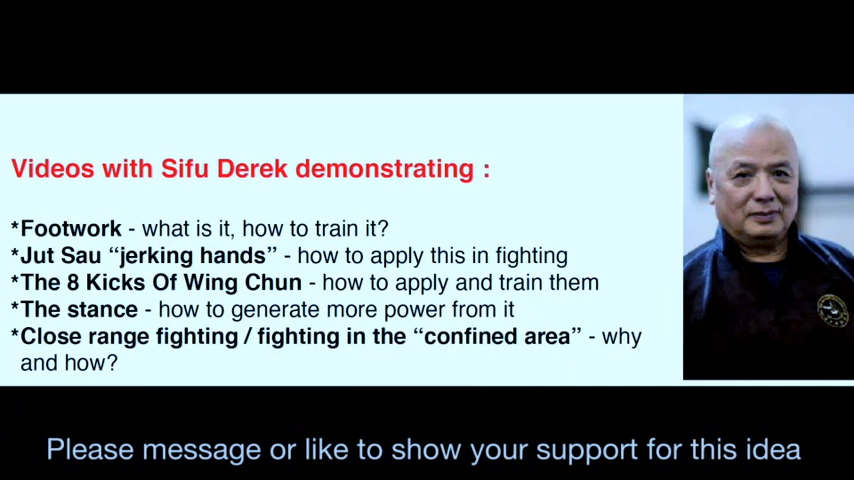 Videos with Sifu Derek demonstrating :
*Footwork - what is it, how to train it?
*Jut Sau “jerking hands” - how to apply this in fighting
*The 8 Kicks Of Wing Chun - how to apply and train them
*The stance - how to generate more power from it
*Close range fighting / fighting in the “confined area” - why
and how?
Please message or like to show your support for this idea